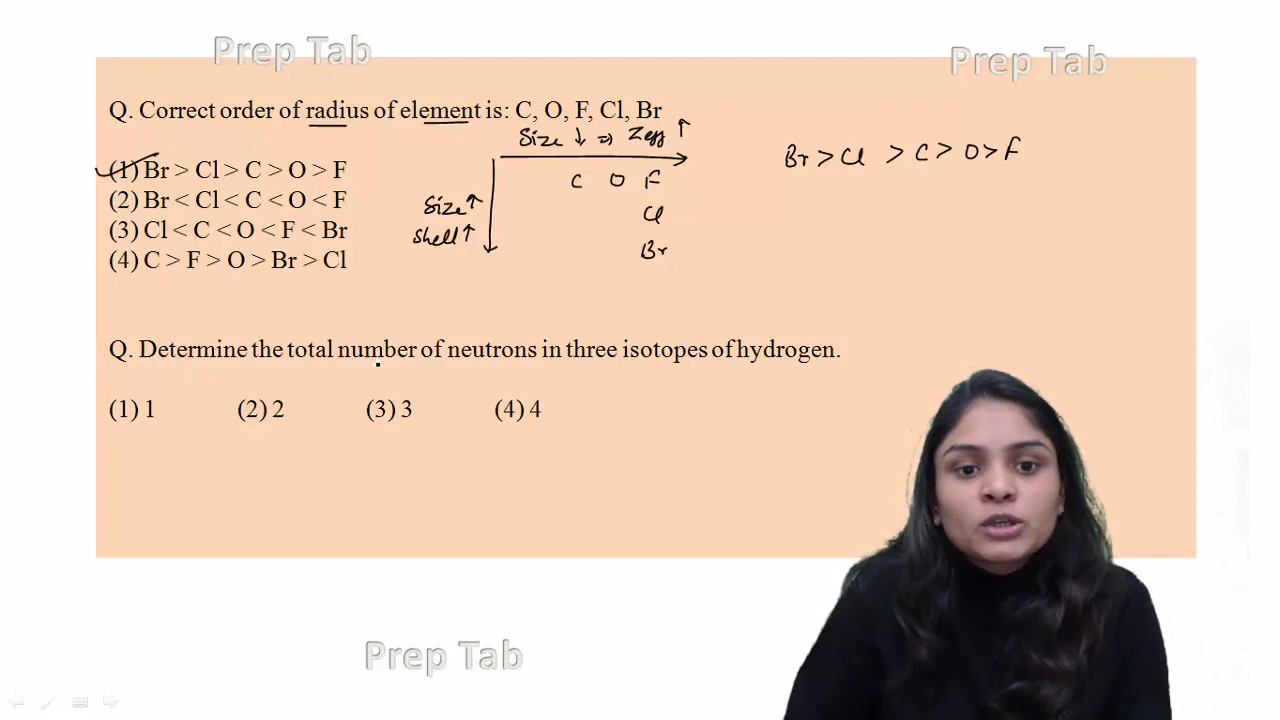 Prep Tab
Prep Tab
Q. Correct order of radius of element is: C, O, F, Cl, Br
Size ↓ ⇒ Zeff ↑
(1) Br > Cl > C > O > F
(2) Br < Cl < C < O < F
(3) Cl < C < O < F < Br
(4) C > F > O > Br > Cl
Size ↑
Shell ↑
C O F
Cl
Br
Br > Cl > C > O > F
Q. Determine the total number of neutrons in three isotopes of hydrogen.
(1) 1 (2) 2 (3) 3 (4) 4
Prep Tab